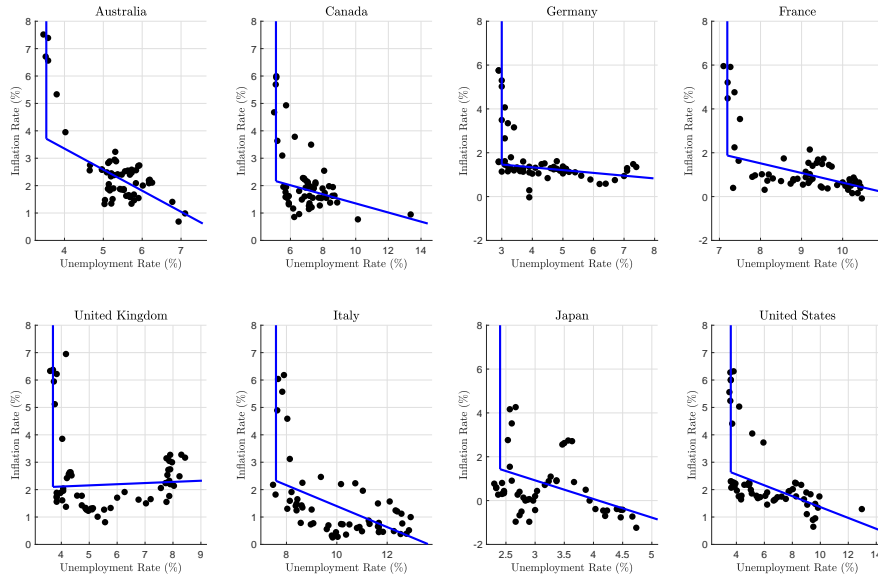 Australia
Inflation Rate (%)
8
7
6
5
4
3
2
1
0
4 5 6 7
Unemployment Rate (%)
Canada
Inflation Rate (%)
8
7
6
5
4
3
2
1
0
6 8 10 12 14
Unemployment Rate (%)
Germany
Inflation Rate (%)
8
6
4
2
0
-2
3 4 5 6 7 8
Unemployment Rate (%)
France
Inflation Rate (%)
8
6
4
2
0
-2
7 8 9 10
Unemployment Rate (%)
United Kingdom
Inflation Rate (%)
8
7
6
5
4
3
2
1
0
4 5 6 7 8 9
Unemployment Rate (%)
Italy
Inflation Rate (%)
8
7
6
5
4
3
2
1
0
8 10 12
Unemployment Rate (%)
Japan
Inflation Rate (%)
8
6
4
2
0
-2
2.5 3 3.5 4 4.5 5
Unemployment Rate (%)
United States
Inflation Rate (%)
8
7
6
5
4
3
2
1
0
4 6 8 10 12 14
Unemployment Rate (%)